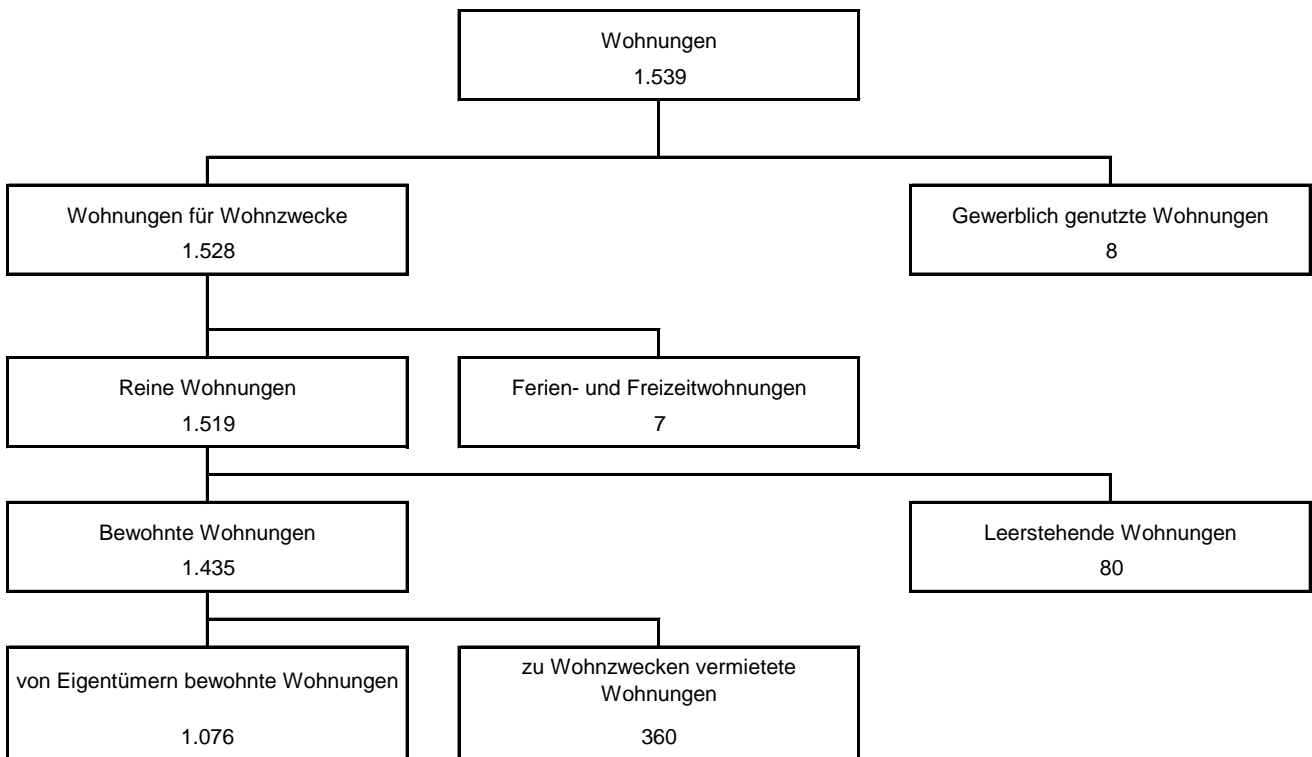 Wohnungen
1.539
Wohnungen für Wohnzwecke
1.528
Gewerblich genutzte Wohnungen
8
Reine Wohnungen
1.519
Ferien- und Freizeitwohnungen
7
Bewohnte Wohnungen
1.435
Leerstehende Wohnungen
80
von Eigentümern bewohnte Wohnungen
1.076
zu Wohnzwecken vermietete
Wohnungen
360